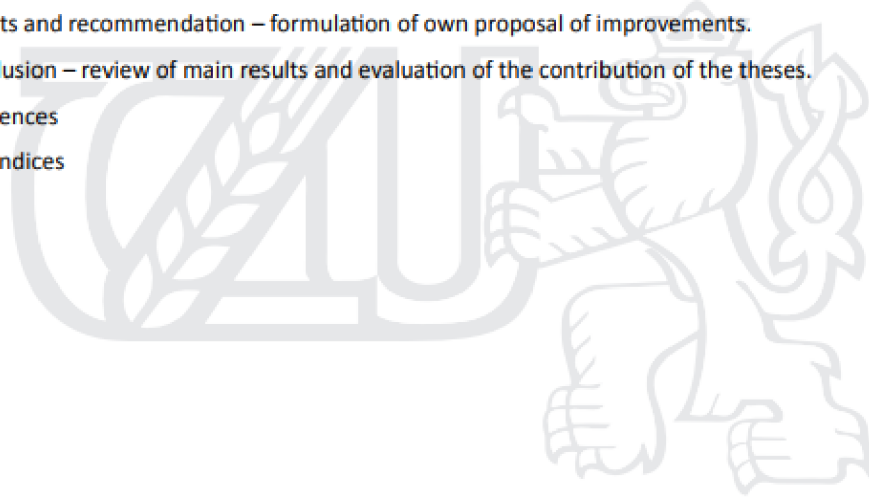 ts and recommendation – formulation of own proposal of improvements.
lusion – review of main results and evaluation of the contribution of the theses.
ences
ndices
CZU